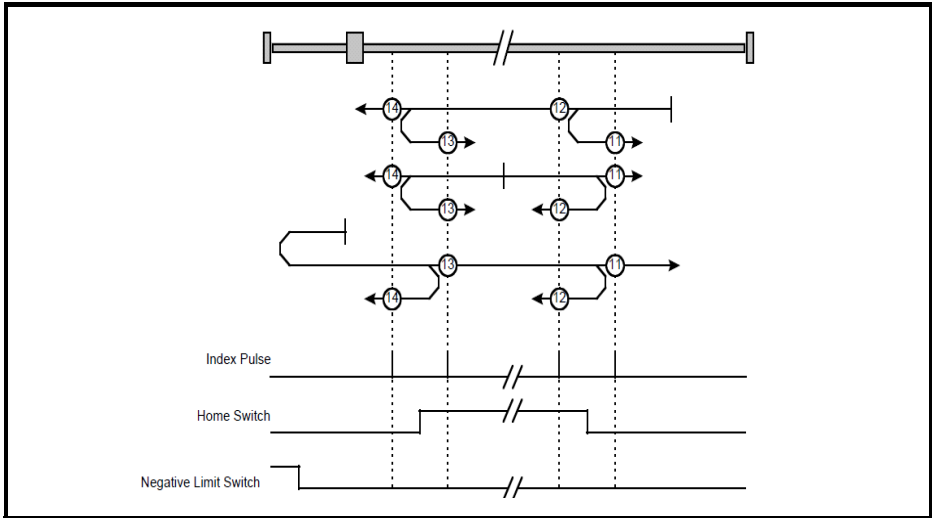 14 12
13 11
14 11
13 12
13 11
14 12
Index Pulse
Home Switch
Negative Limit Switch